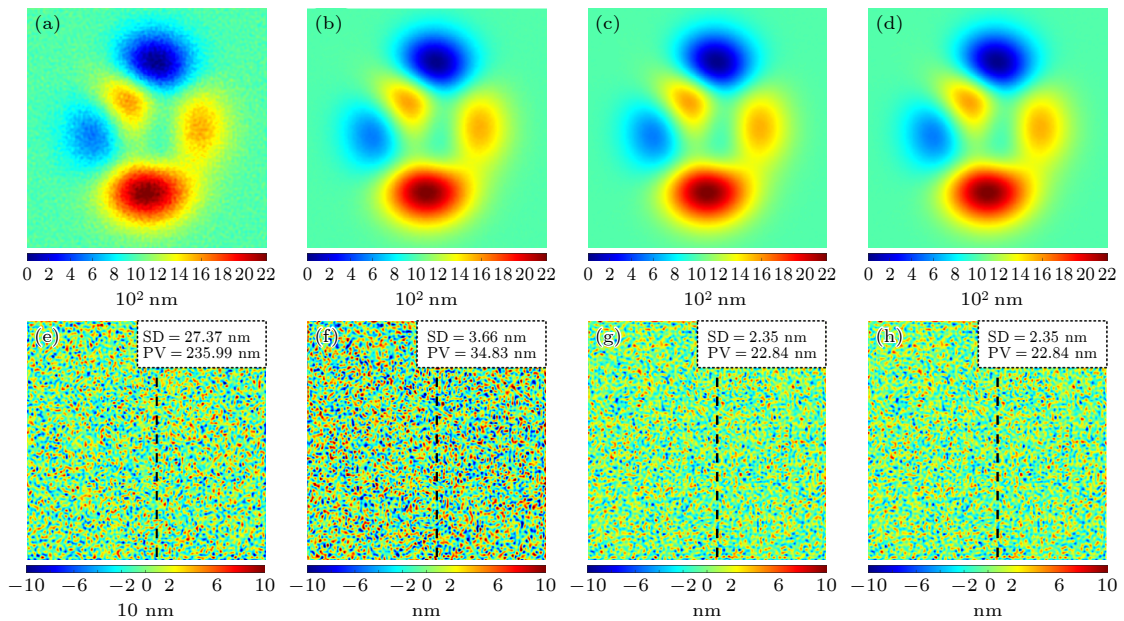 (a) (b) (c) (d)
0 2 4 6 8 10 12 14 16 18 20 22 0 2 4 6 8 10 12 14 16 18 20 22 0 2 4 6 8 10 12 14 16 18 20 22 0 2 4 6 8 10 12 14 16 18 20 22
10² nm 10² nm 10² nm 10² nm
(e) SD = 27.37 nm (f) SD = 3.66 nm (g) SD = 2.35 nm (h) SD = 2.35 nm
PV = 235.99 nm PV = 34.83 nm PV = 22.84 nm PV = 22.84 nm
−10 −6 −2 0 2 6 10 −10 −6 −2 0 2 6 10 −10 −6 −2 0 2 6 10 −10 −6 −2 0 2 6 10
10 nm nm nm nm